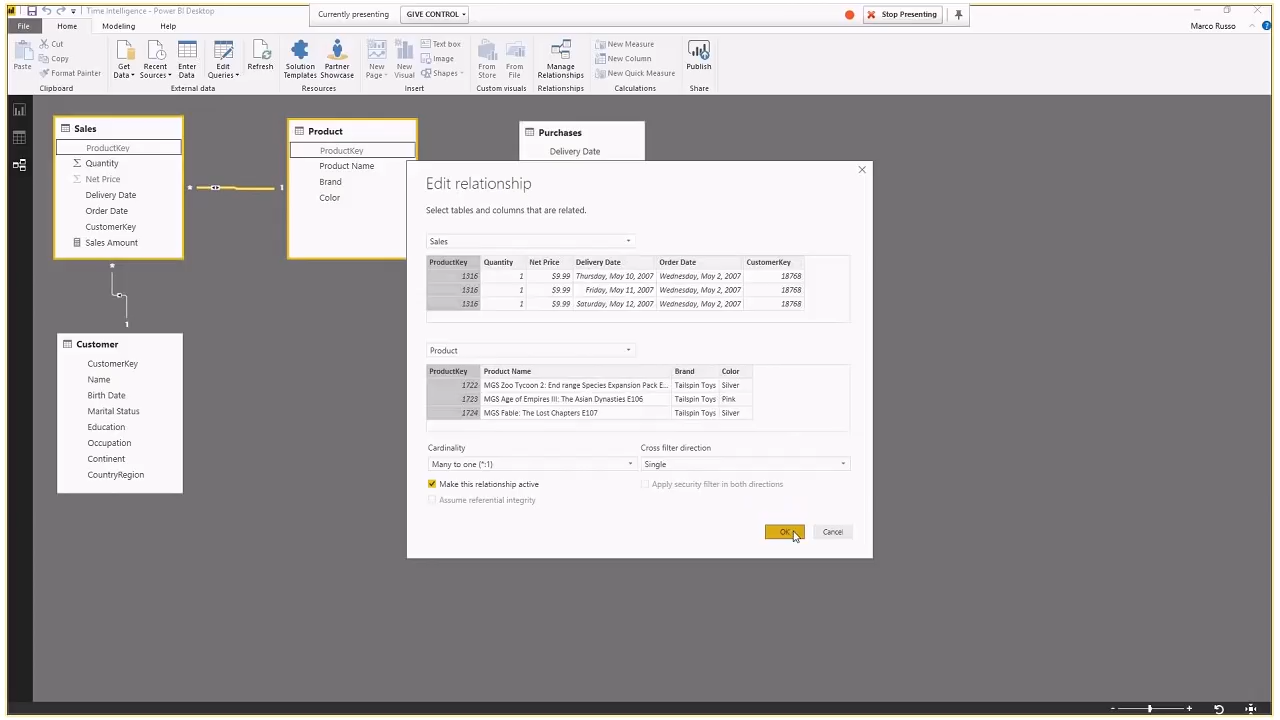 Time Intelligence - Power BI Desktop
Currently presenting
GIVE CONTROL
Stop Presenting
File
Home
Modeling
Help
Marco Russo
Cut
Copy
Format Painter
Paste
Clipboard
Get Data
Recent Sources
Enter Data
Edit Queries
Refresh
External data
Solution Templates
Partner Showcase
Resources
New Page
New Visual
Text box
Image
Shapes
Insert
From Store
From File
Custom visuals
Manage Relationships
Relationships
New Measure
New Column
New Quick Measure
Calculations
Publish
Share
Sales
ProductKey
Quantity
Net Price
Delivery Date
Order Date
CustomerKey
Sales Amount
* 1
Product
ProductKey
Product Name
Brand
Color
Purchases
Delivery Date
*
1
Customer
CustomerKey
Name
Birth Date
Marital Status
Education
Occupation
Continent
CountryRegion
Edit relationship
Select tables and columns that are related.
Sales
ProductKey Quantity Net Price Delivery Date Order Date CustomerKey
1316 1 $9.99 Thursday, May 10, 2007 Wednesday, May 2, 2007 18768
1316 1 $9.99 Friday, May 11, 2007 Wednesday, May 2, 2007 18768
1316 1 $9.99 Saturday, May 12, 2007 Wednesday, May 2, 2007 18768
Product
ProductKey Product Name Brand Color
1722 MGS Zoo Tycoon 2: End range Species Expansion Pack E... Tailspin Toys Silver
1723 MGS Age of Empires III: The Asian Dynasties E106 Tailspin Toys Pink
1724 MGS Fable: The Lost Chapters E107 Tailspin Toys Silver
Cardinality
Many to one (*:1)
Cross filter direction
Single
Make this relationship active
Apply security filter in both directions
Assume referential integrity
OK
Cancel